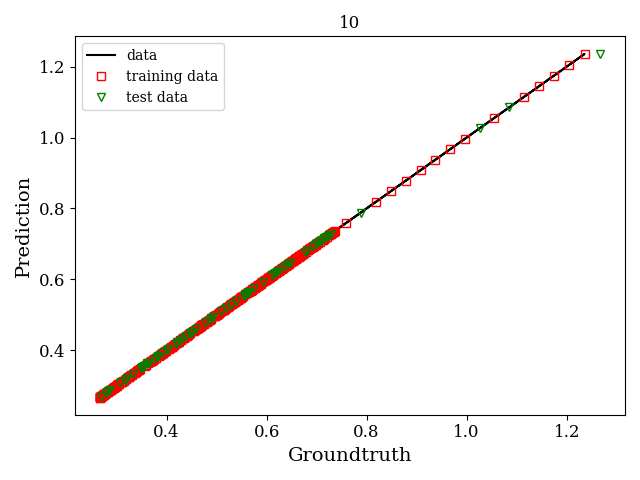 10
data
training data
test data
1.2
1.0
0.8
0.6
0.4
Prediction
0.4 0.6 0.8 1.0 1.2
Groundtruth